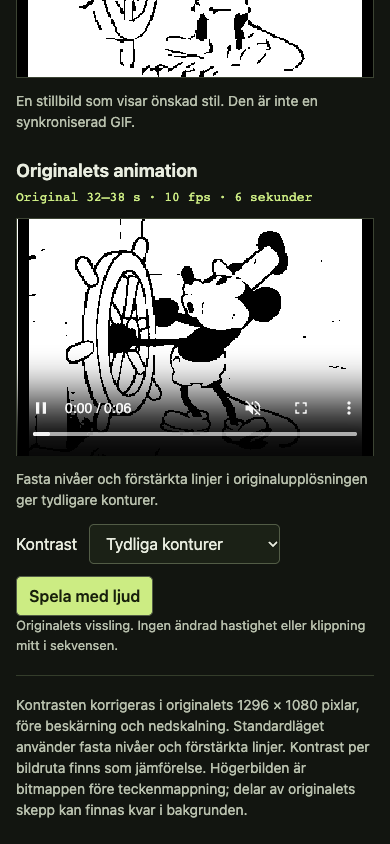 En stillbild som visar önskad stil. Den är inte en
synkroniserad GIF.
Originalets animation
Original 32–38 s · 10 fps · 6 sekunder
0:00 / 0:06
Fasta nivåer och förstärkta linjer i originalupplösningen
ger tydligare konturer.
Kontrast Tydliga konturer
Spela med ljud
Originalets vissling. Ingen ändrad hastighet eller klippning
mitt i sekvensen.
Kontrasten korrigeras i originalets 1296 × 1080 pixlar,
före beskärning och nedskalning. Standardläget
använder fasta nivåer och förstärkta linjer. Kontrast per
bildruta finns som jämförelse. Högerbilden är
bitmappen före teckenmappning; delar av originalets
skepp kan finnas kvar i bakgrunden.